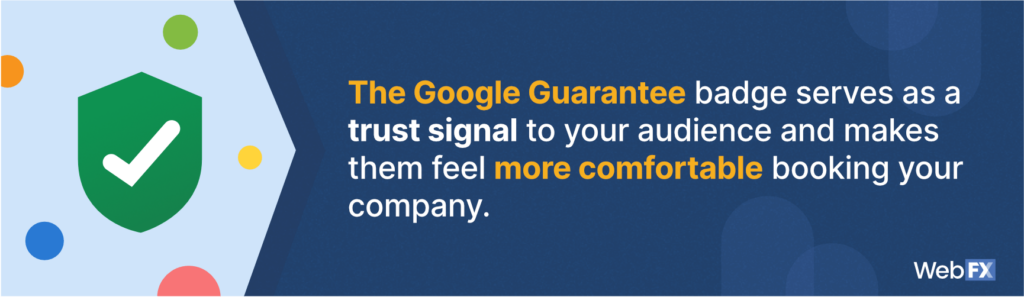 The Google Guarantee badge serves as a
trust signal to your audience and makes
them feel more comfortable booking your
company.
WebFX